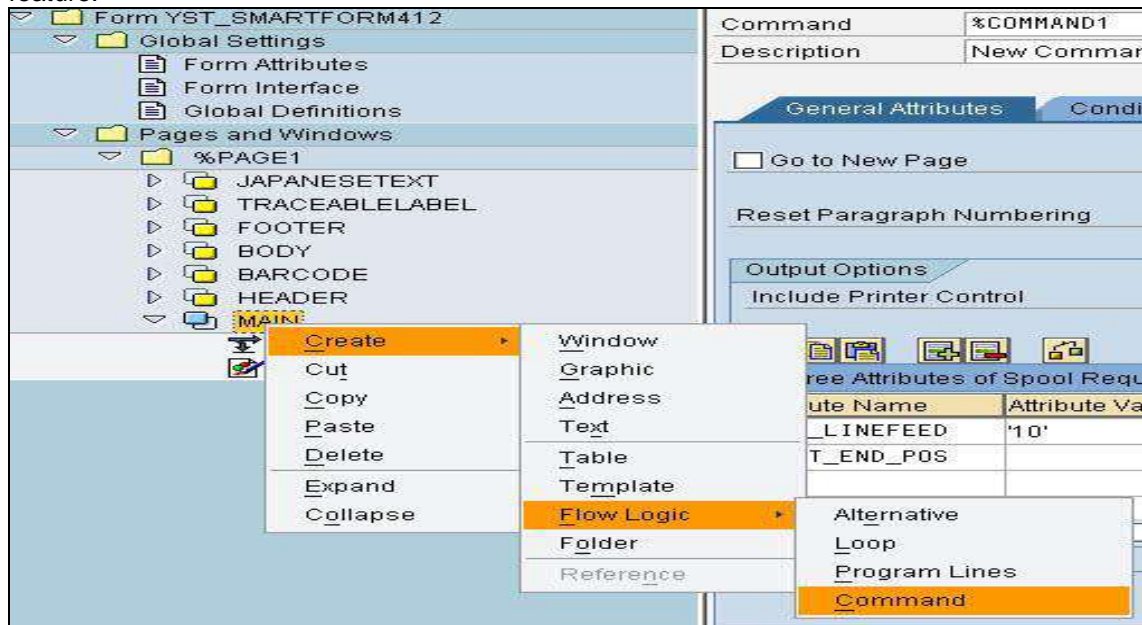 Form YST_SMARTFORM412
Global Settings
Form Attributes
Form Interface
Global Definitions
Pages and Windows
%PAGE1
JAPANESETEXT
TRACEABLELABEL
FOOTER
BODY
BARCODE
HEADER
MAIN
Create
Cut
Copy
Paste
Delete
Expand
Collapse
Window
Graphic
Address
Text
Table
Template
Flow Logic
Folder
Reference
Alternative
Loop
Program Lines
Command
Command %COMMAND1
Description New Comman
General Attributes Condi
Go to New Page
Reset Paragraph Numbering
Output Options
Include Printer Control
ree Attributes of Spool Requ
ute Name Attribute Va
_LINEFEED '10'
T_END_POS